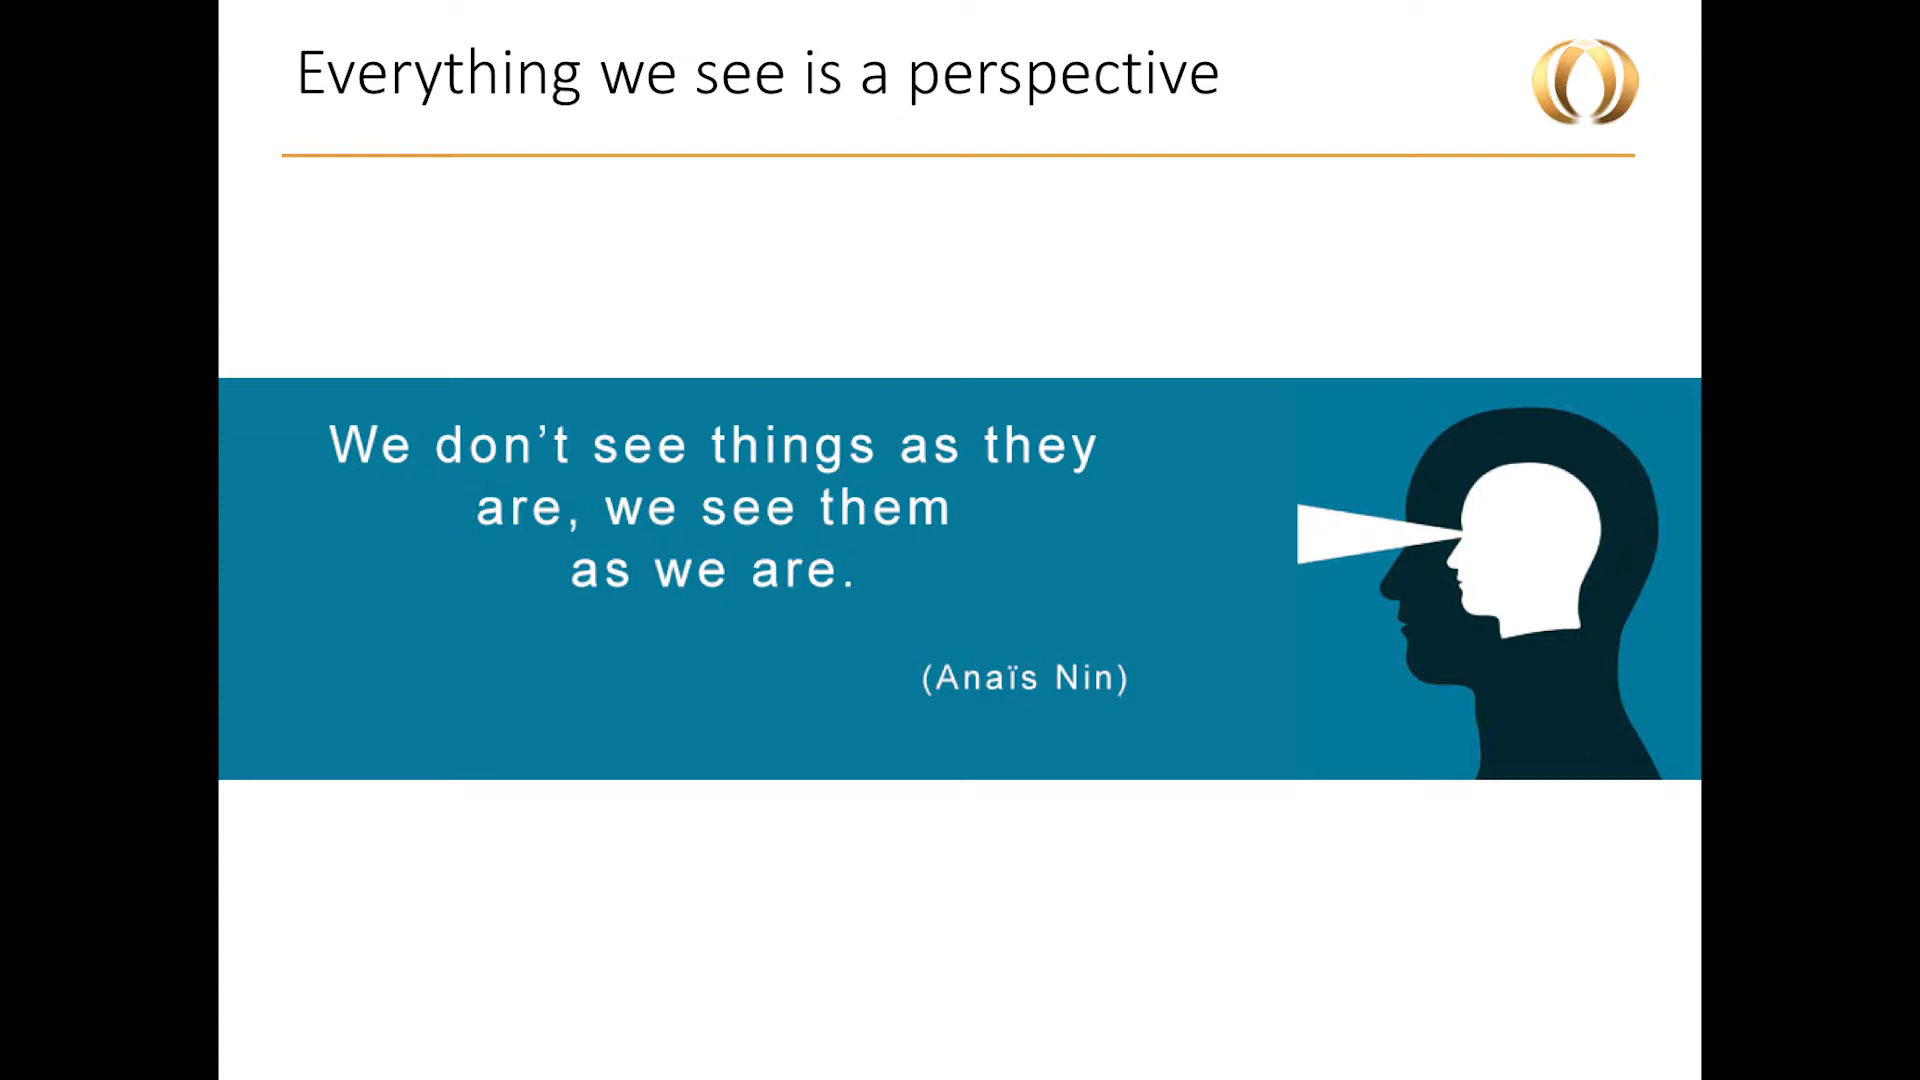 Everything we see is a perspective
We don’t see things as they
are, we see them
as we are.
(Anaïs Nin)